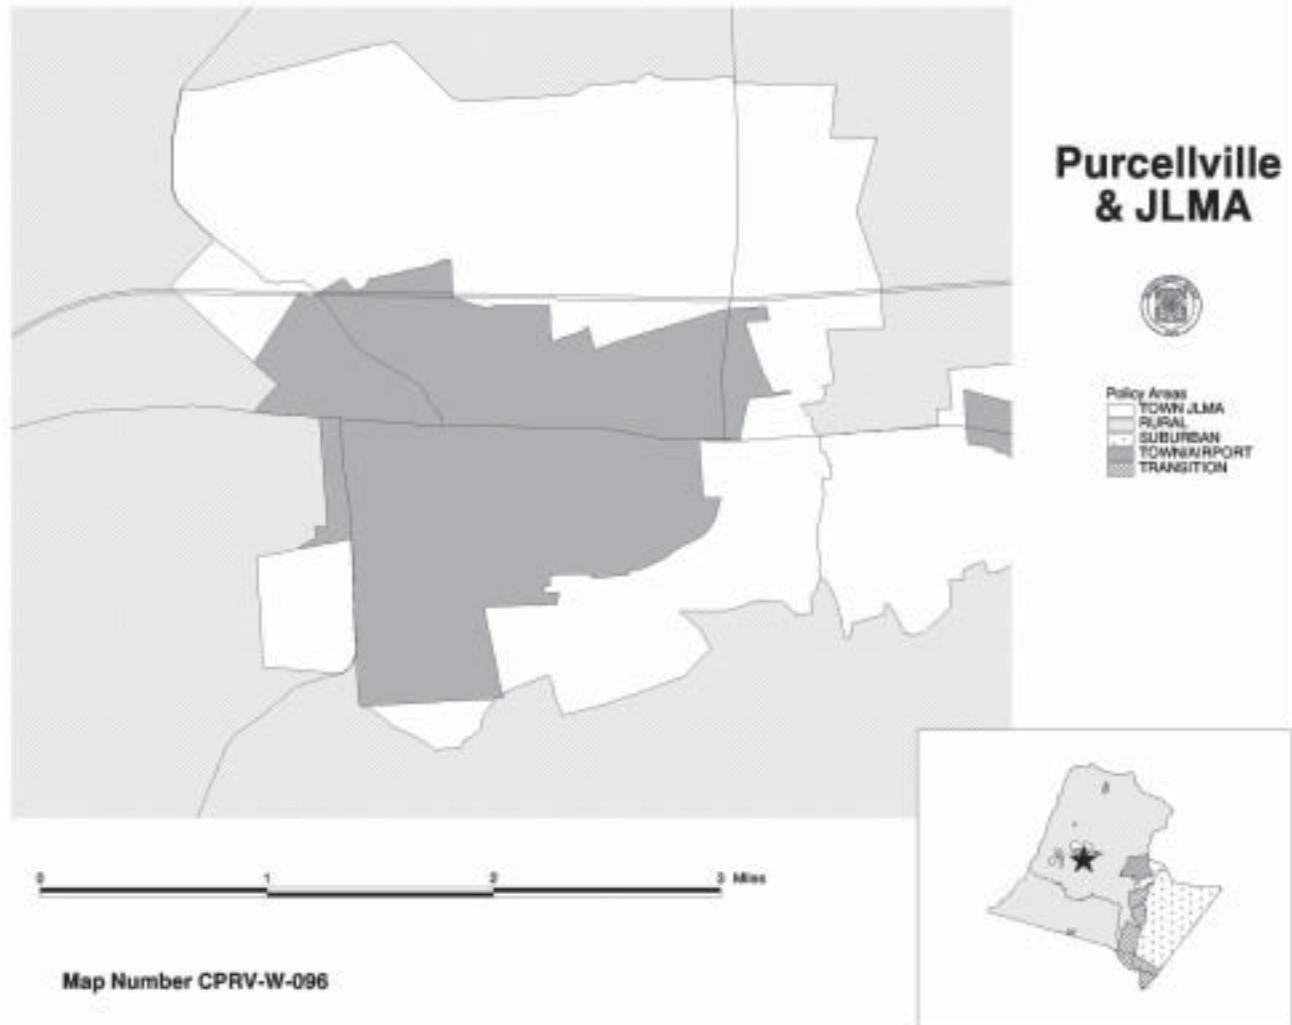 Purcellville
& JLMA
Policy Areas
TOWN JLMA
RURAL
SUBURBAN
TOWN/AIRPORT
TRANSITION
0 1 2 3 Miles
Map Number CPRV-W-096